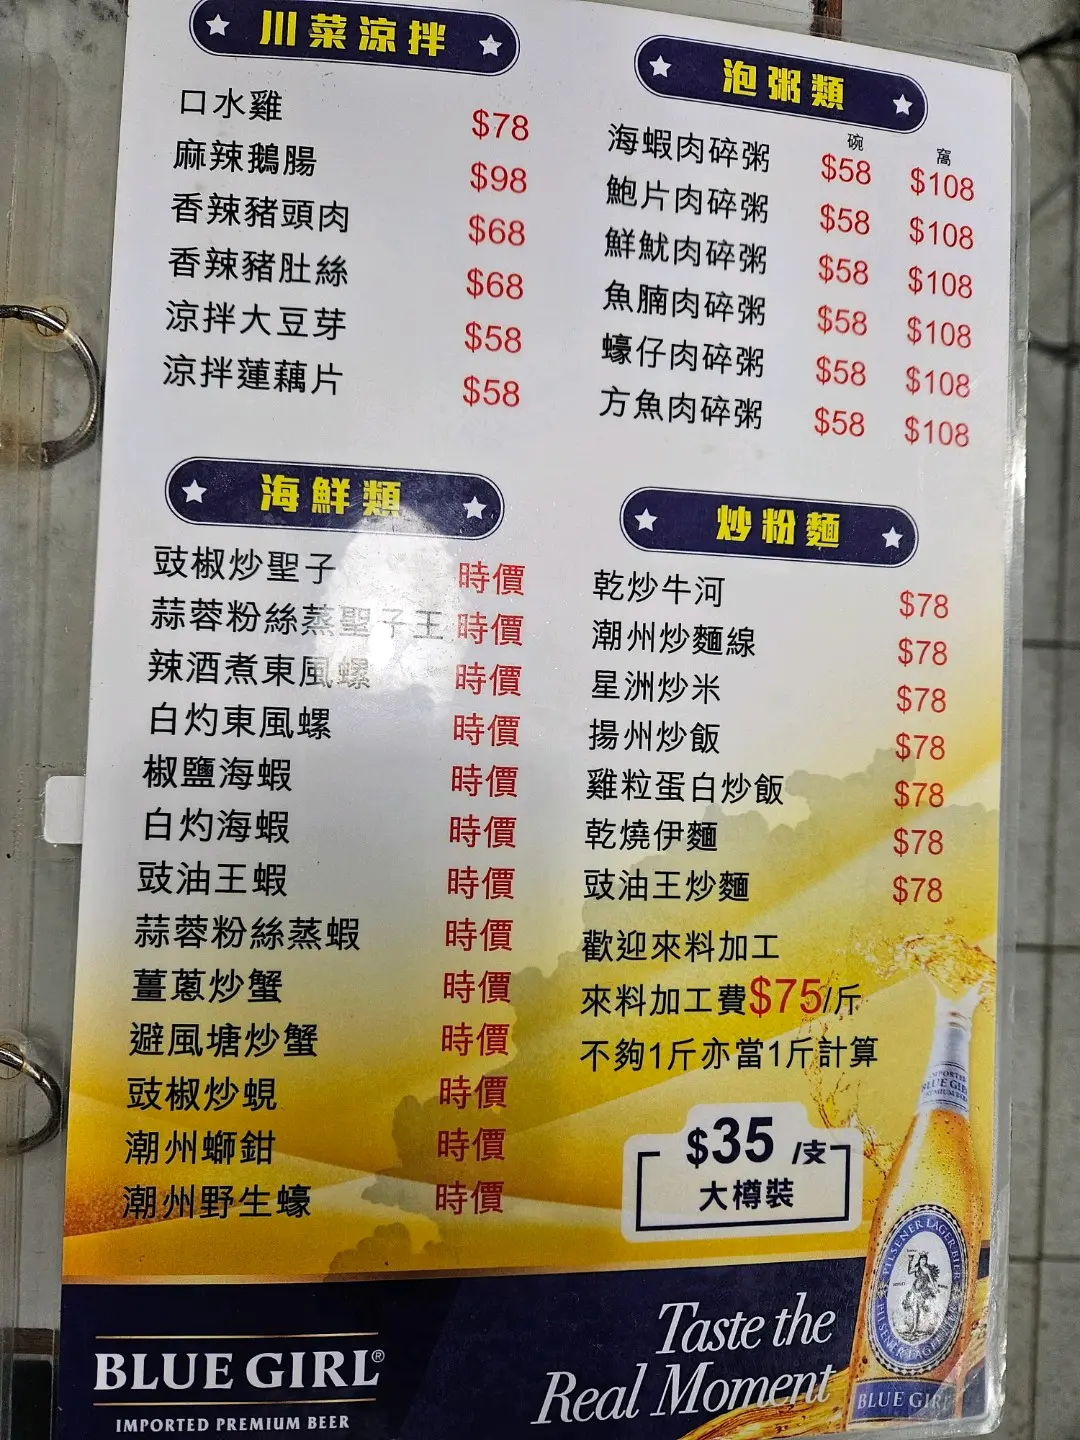 川菜涼拌
口水雞 $78
麻辣鵝腸 $98
香辣豬頭肉 $68
香辣豬肚絲 $68
涼拌大豆芽 $58
涼拌蓮藕片 $58
泡粥類
碗 窩
海蝦肉碎粥 $58 $108
鮑片肉碎粥 $58 $108
鮮魷肉碎粥 $58 $108
魚腩肉碎粥 $58 $108
蠔仔肉碎粥 $58 $108
方魚肉碎粥 $58 $108
海鮮類
豉椒炒聖子 時價
蒜蓉粉絲蒸聖子王 時價
辣酒煮東風螺 時價
白灼東風螺 時價
椒鹽海蝦 時價
白灼海蝦 時價
豉油王蝦 時價
蒜蓉粉絲蒸蝦 時價
薑蔥炒蟹 時價
避風塘炒蟹 時價
豉椒炒蜆 時價
潮州螄鉗 時價
潮州野生蠔 時價
炒粉麵
乾炒牛河 $78
潮州炒麵線 $78
星洲炒米 $78
揚州炒飯 $78
雞粒蛋白炒飯 $78
乾燒伊麵 $78
豉油王炒麵 $78
歡迎來料加工
來料加工費$75/斤
不夠1斤亦當1斤計算
$35 /支
大樽裝
BLUE GIRL®
IMPORTED PREMIUM BEER
Taste the
Real Moment
IMPORTED
BLUE GIRL
PREMIUM BEER
PILSENER LAGER BIER
BLUE GIRL